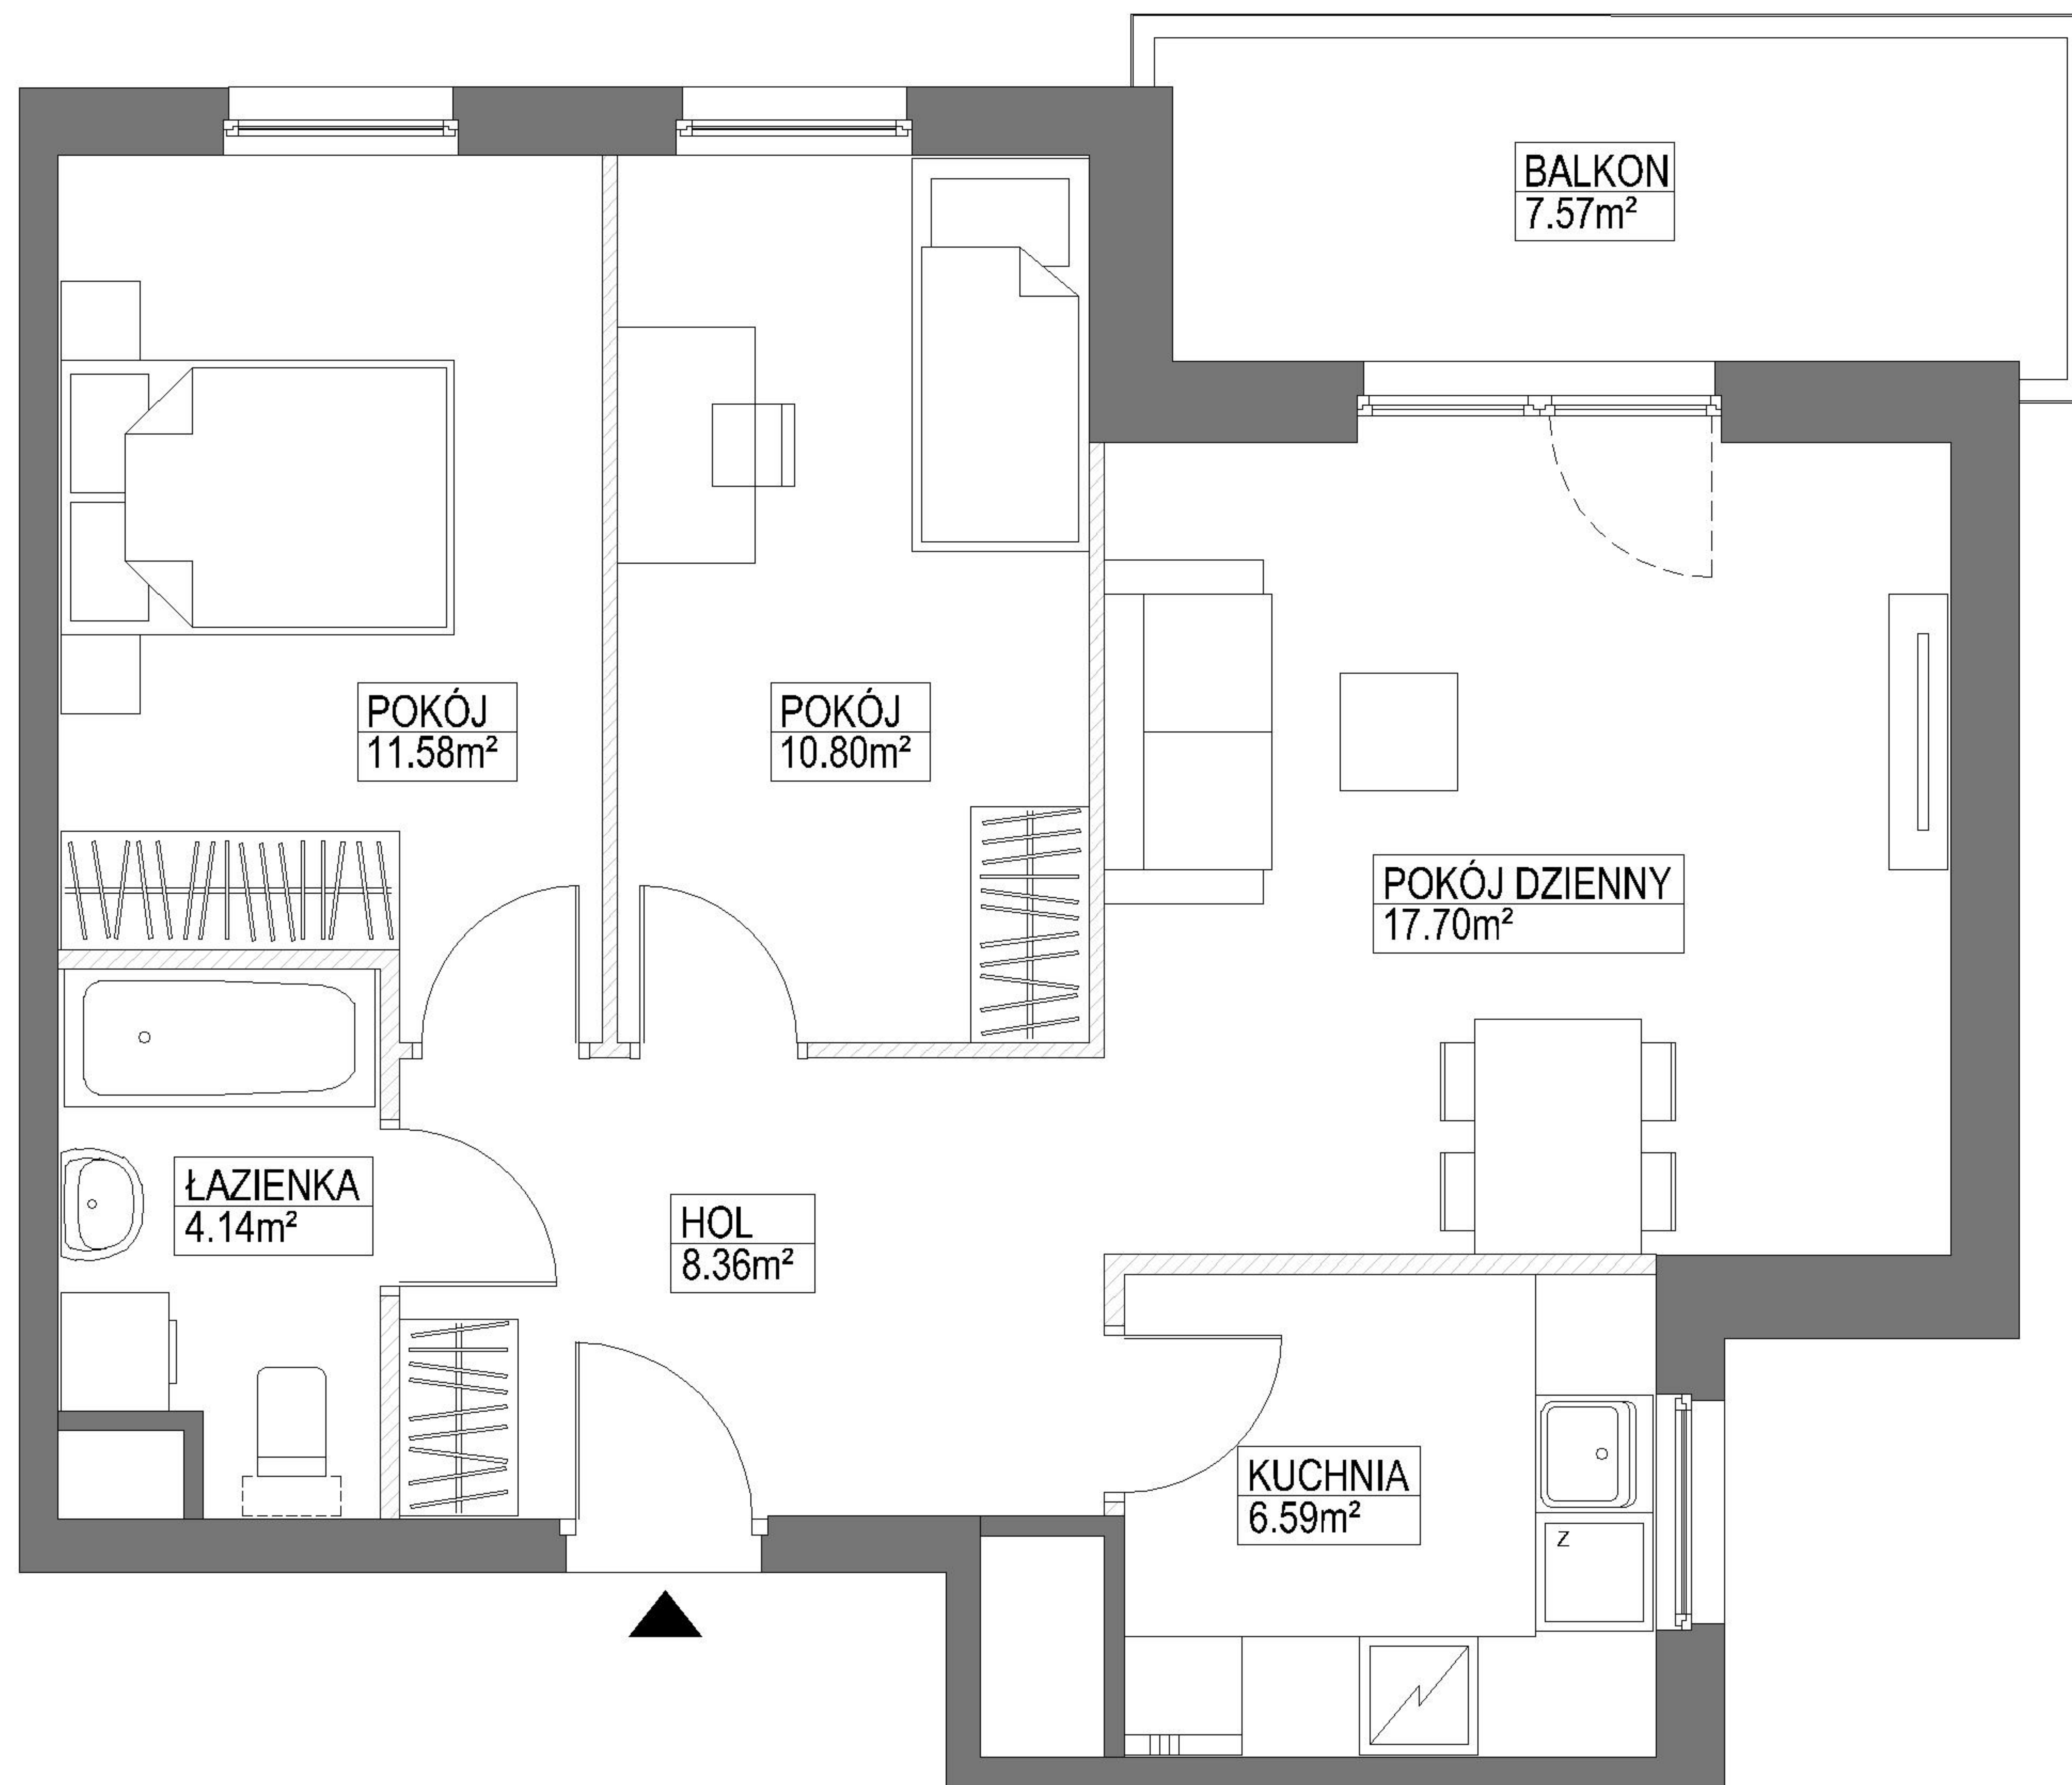 BALKON
7.57m²
POKÓJ
11.58m²
POKÓJ
10.80m²
POKÓJ DZIENNY
17.70m²
ŁAZIENKA
4.14m²
HOL
8.36m²
KUCHNIA
6.59m²
Z